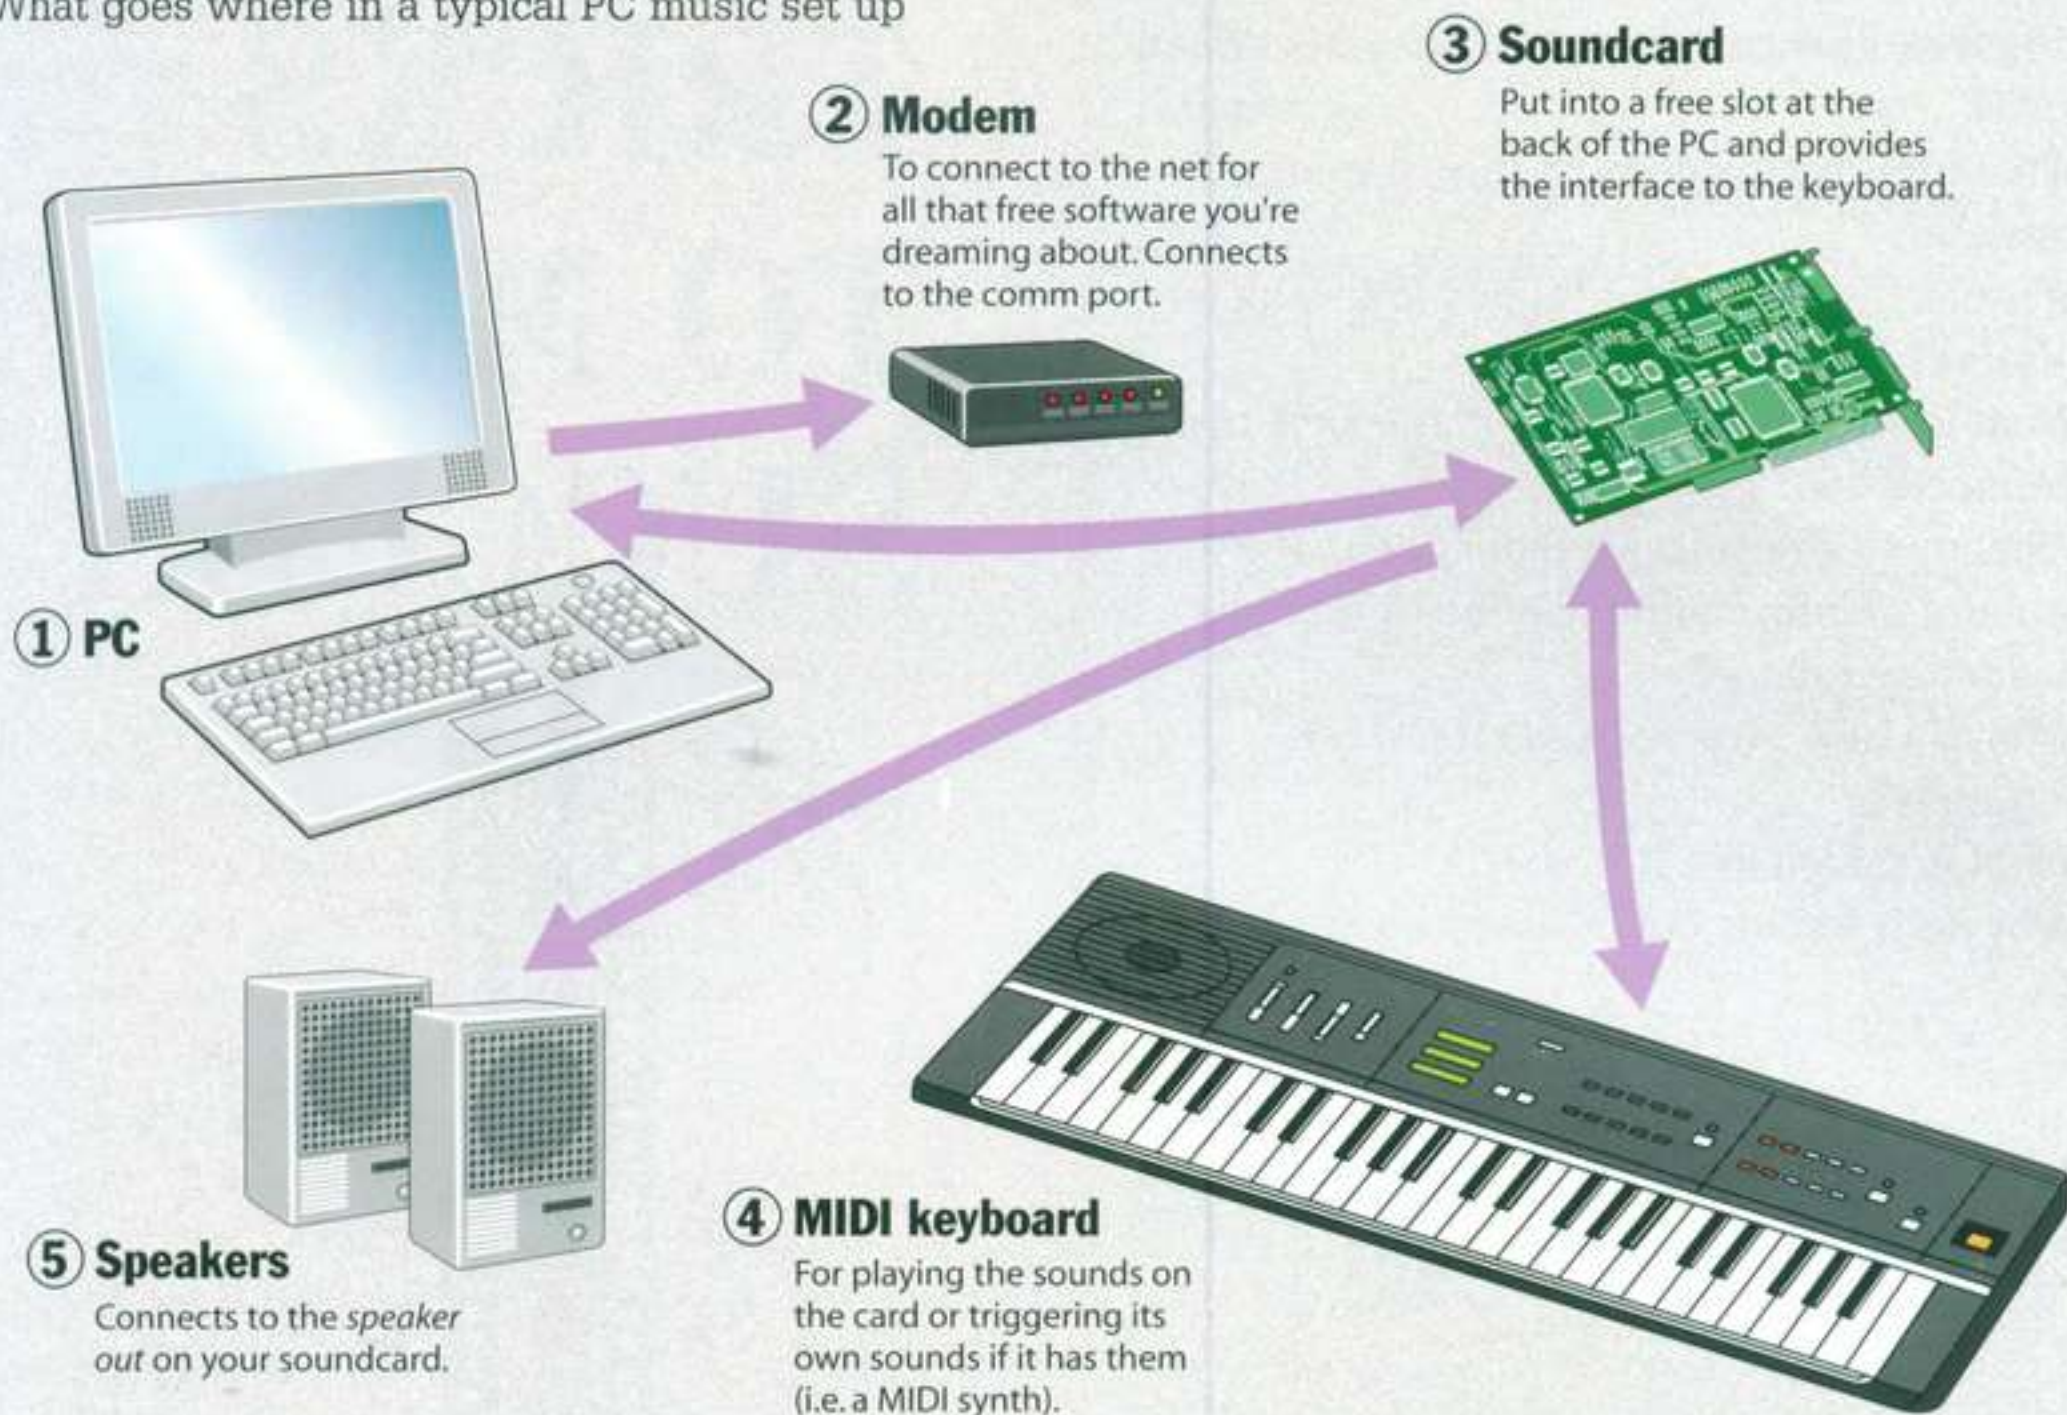 What goes where in a typical PC music set up
① PC
② Modem
To connect to the net for
all that free software you're
dreaming about. Connects
to the comm port.
③ Soundcard
Put into a free slot at the
back of the PC and provides
the interface to the keyboard.
④ MIDI keyboard
For playing the sounds on
the card or triggering its
own sounds if it has them
(i.e. a MIDI synth).
⑤ Speakers
Connects to the speaker
out on your soundcard.